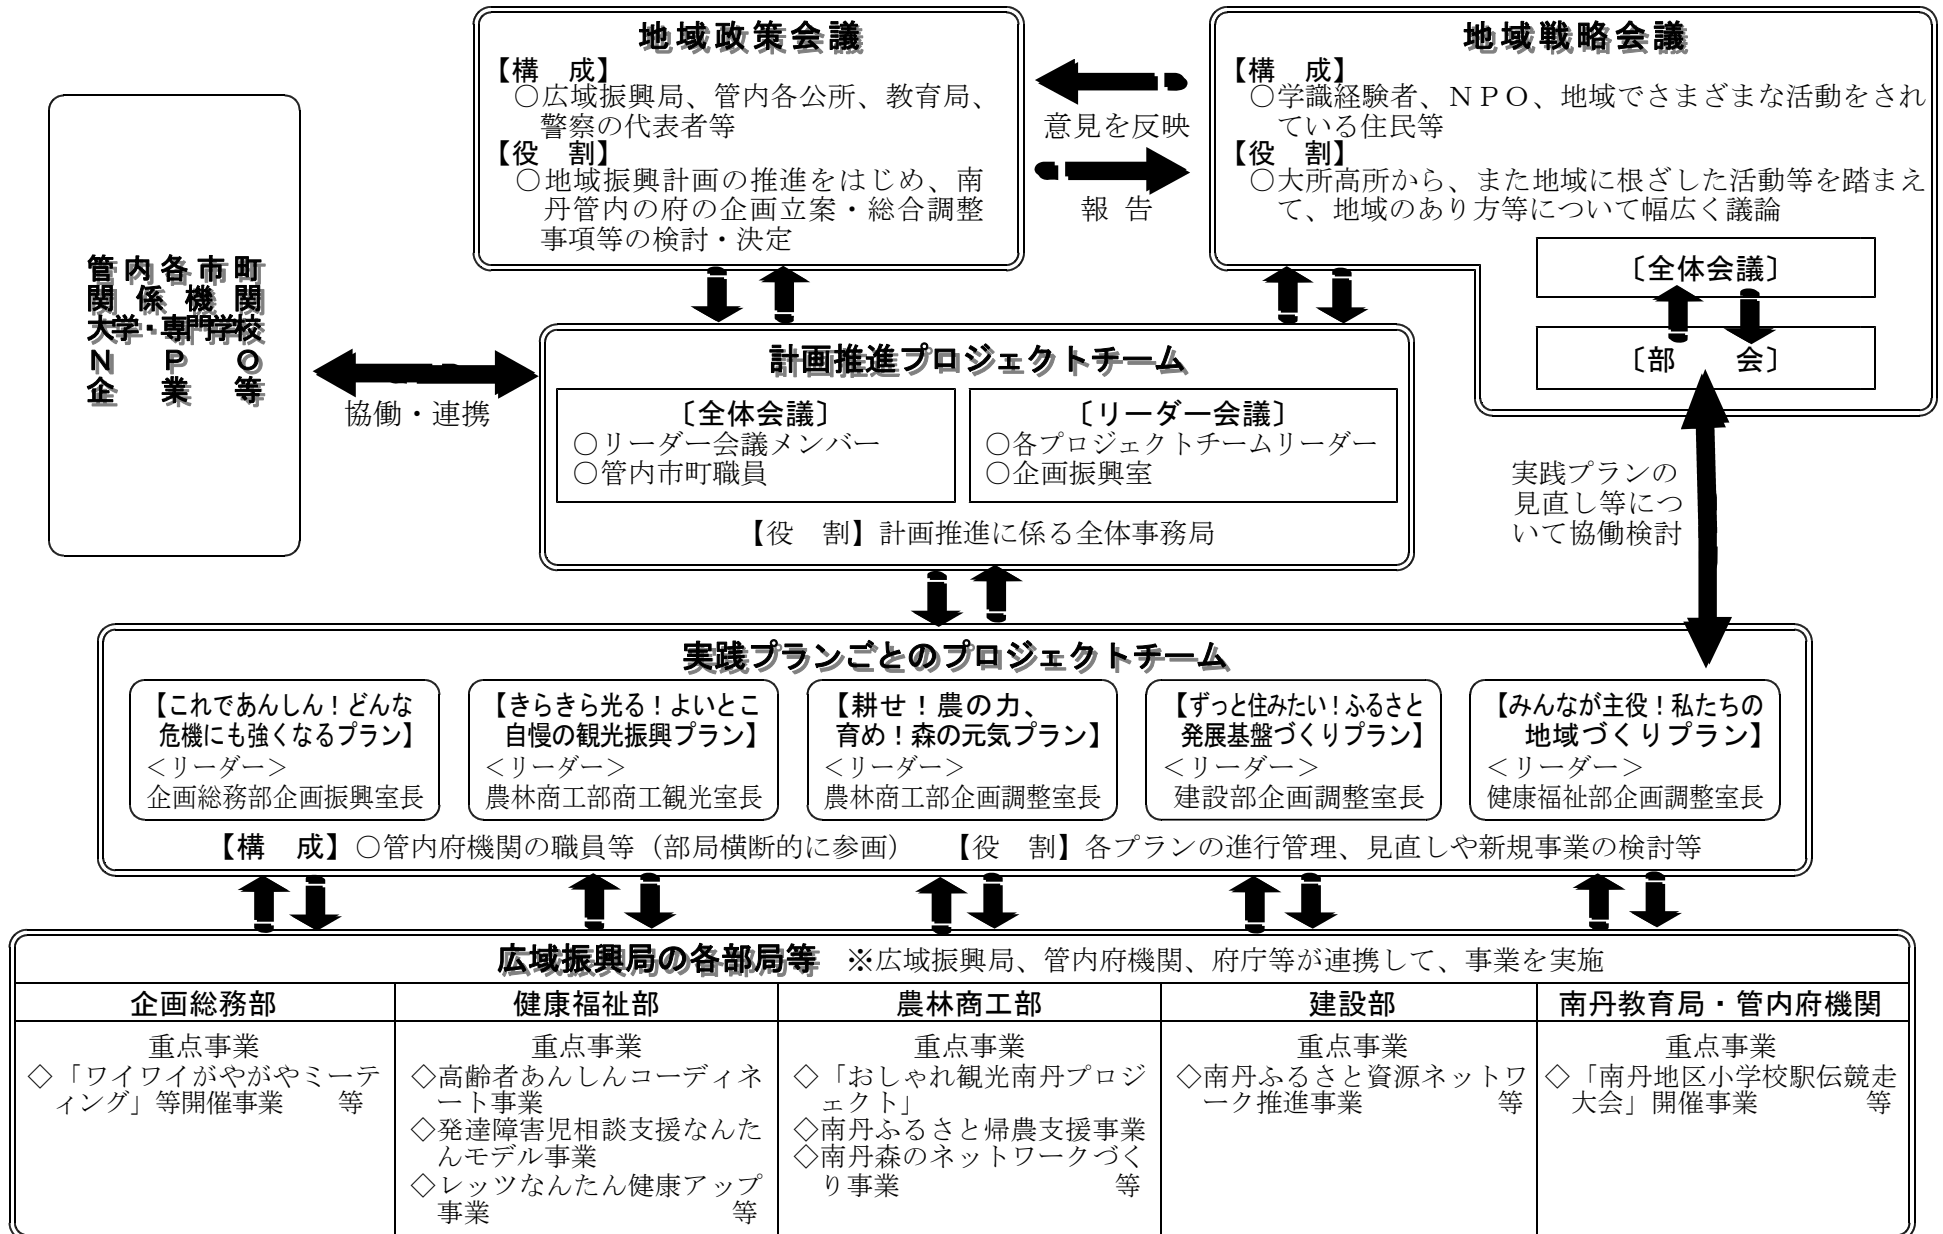 地域政策会議
【構　成】
○広域振興局、管内各公所、教育局、
警察の代表者等
【役　割】
○地域振興計画の推進をはじめ、南
丹管内の府の企画立案・総合調整
事項等の検討・決定
意見を反映
報 告
地域戦略会議
【構　成】
○学識経験者、ＮＰＯ、地域でさまざまな活動をされ
ている住民等
【役　割】
○大所高所から、また地域に根ざした活動等を踏まえ
て、地域のあり方等について幅広く議論
〔全体会議〕
〔部　　会〕
管内各市町
関係機関
大学・専門学校
ＮＰＯ
企業等
協働・連携
計画推進プロジェクトチーム
〔全体会議〕
○リーダー会議メンバー
○管内市町職員
〔リーダー会議〕
○各プロジェクトチームリーダー
○企画振興室
【役　割】計画推進に係る全体事務局
実践プランの
見直し等につ
いて協働検討
実践プランごとのプロジェクトチーム
【これであんしん！どんな
危機にも強くなるプラン】
＜リーダー＞
企画総務部企画振興室長
【きらきら光る！よいとこ
自慢の観光振興プラン】
＜リーダー＞
農林商工部商工観光室長
【耕せ！農の力、
育め！森の元気プラン】
＜リーダー＞
農林商工部企画調整室長
【ずっと住みたい！ふるさと
発展基盤づくりプラン】
＜リーダー＞
建設部企画調整室長
【みんなが主役！私たちの
地域づくりプラン】
＜リーダー＞
健康福祉部企画調整室長
【構　成】○管内府機関の職員等（部局横断的に参画）　【役　割】各プランの進行管理、見直しや新規事業の検討等
広域振興局の各部局等　※広域振興局、管内府機関、府庁等が連携して、事業を実施
企画総務部
重点事業
◇「ワイワイがやがやミーテ
ィング」等開催事業　　等
健康福祉部
重点事業
◇高齢者あんしんコーディネ
ート事業
◇発達障害児相談支援なんた
んモデル事業
◇レッツなんたん健康アップ
事業　　等
農林商工部
重点事業
◇「おしゃれ観光南丹プロジ
ェクト」
◇南丹ふるさと帰農支援事業
◇南丹森のネットワークづく
り事業　　等
建設部
重点事業
◇南丹ふるさと資源ネットワ
ーク推進事業　　等
南丹教育局・管内府機関
重点事業
◇「南丹地区小学校駅伝競走
大会」開催事業　　等